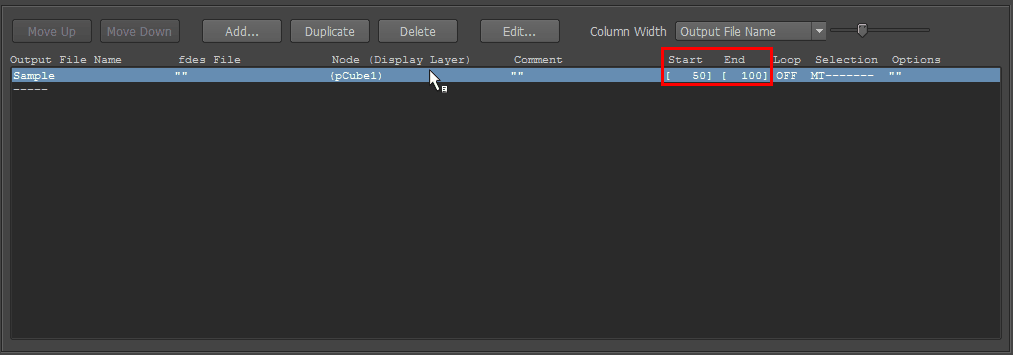 Move Up Move Down Add... Duplicate Delete Edit... Column Width Output File Name
Output File Name fdes File Node (Display Layer) Comment Start End Loop Selection Options
Sample "" (pCube1) "" [ 50] [ 100] OFF MT------- ""
-----